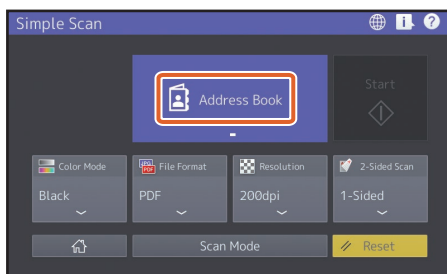 Simple Scan
Address Book
Start
Color Mode
File Format
Resolution
2-Sided Scan
Black
PDF
200dpi
1-Sided
Scan Mode
Reset